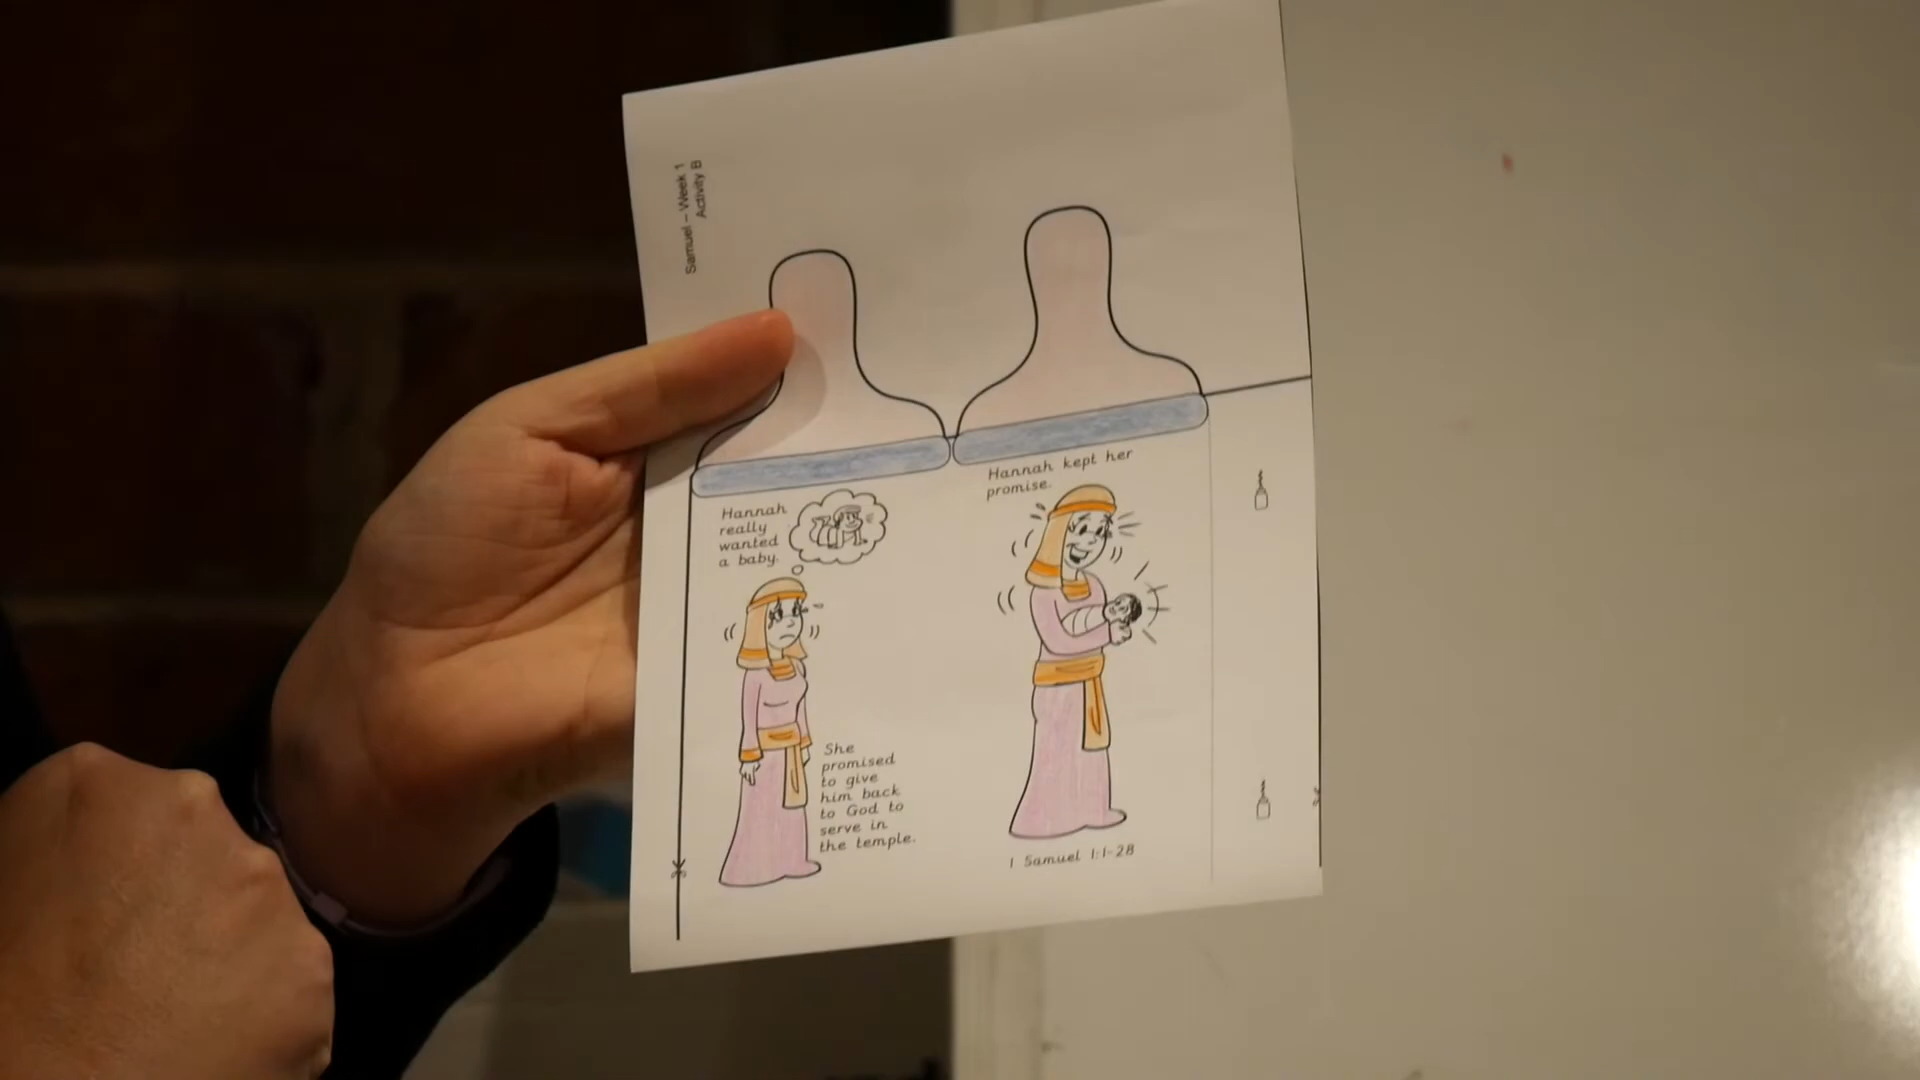 Samuel – Week 1
Activity B
Hannah
really
wanted
a baby.
She
promised
to give
him back
to God to
serve in
the temple.
Hannah kept her
promise.
1 Samuel 1:1-28